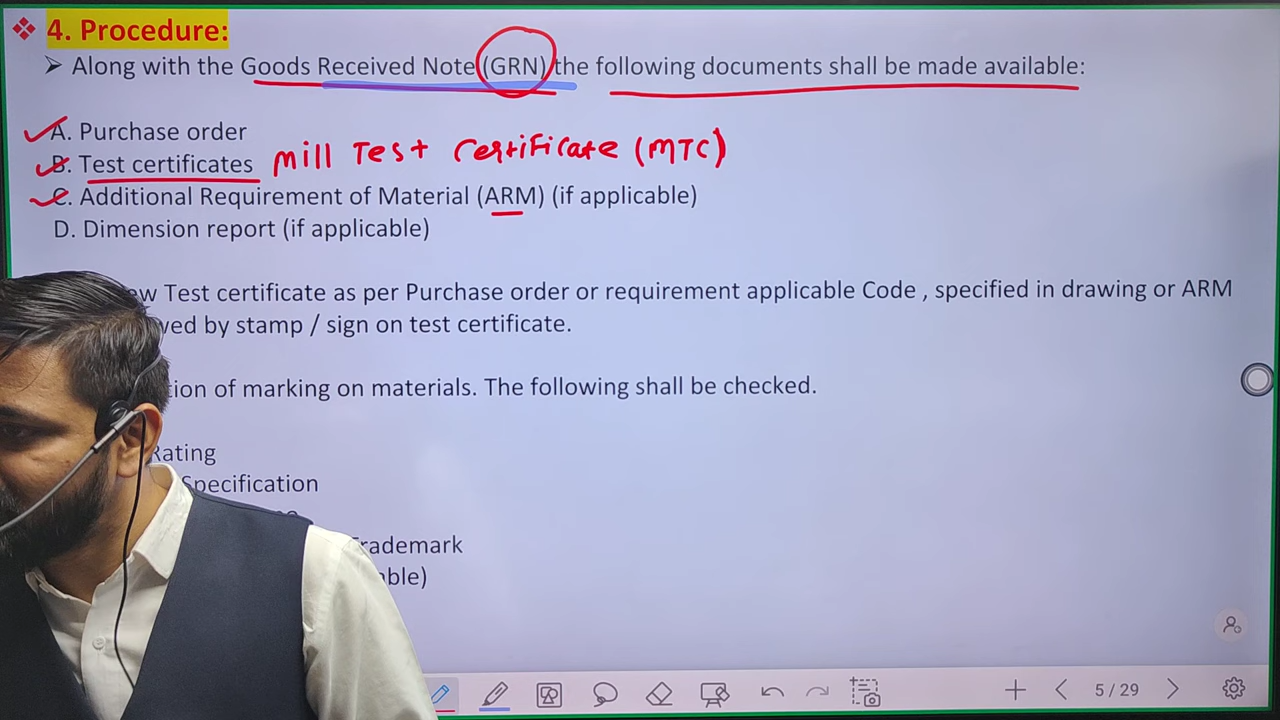 ❖ 4. Procedure:
➤ Along with the Goods Received Note (GRN) the following documents shall be made available:
A. Purchase order
B. Test certificates Mill Test Certificate (MTC)
C. Additional Requirement of Material (ARM) (if applicable)
D. Dimension report (if applicable)
Test certificate as per Purchase order or requirement applicable Code , specified in drawing or ARM
by stamp / sign on test certificate.
of marking on materials. The following shall be checked.
Rating
Specification
Trademark
5 / 29